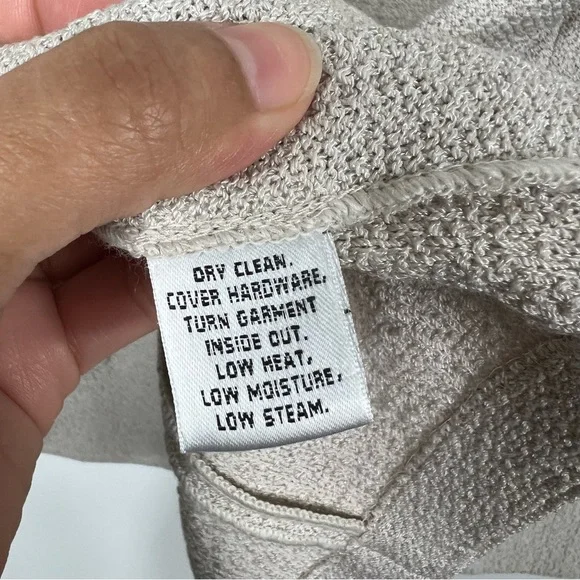 DRY CLEAN.
COVER HARDWARE,
TURN GARMENT
INSIDE OUT.
LOW HEAT,
LOW MOISTURE,
LOW STEAM.